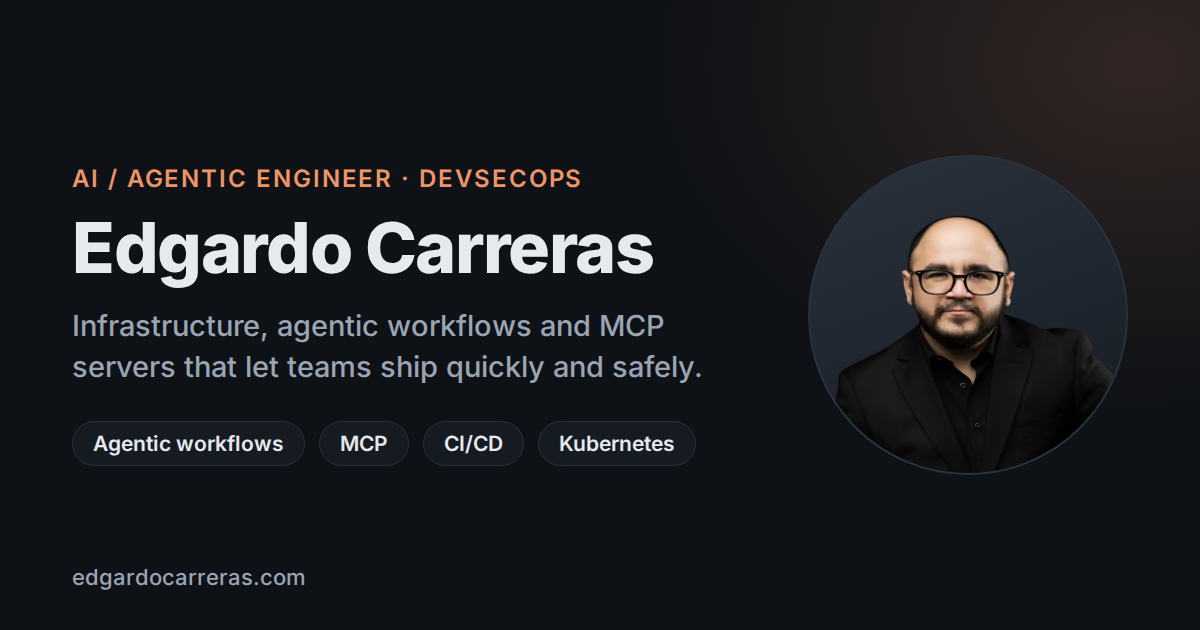 AI / AGENTIC ENGINEER · DEVSECOPS
Edgardo Carreras
Infrastructure, agentic workflows and MCP
servers that let teams ship quickly and safely.
Agentic workflows MCP CI/CD Kubernetes
edgardocarreras.com